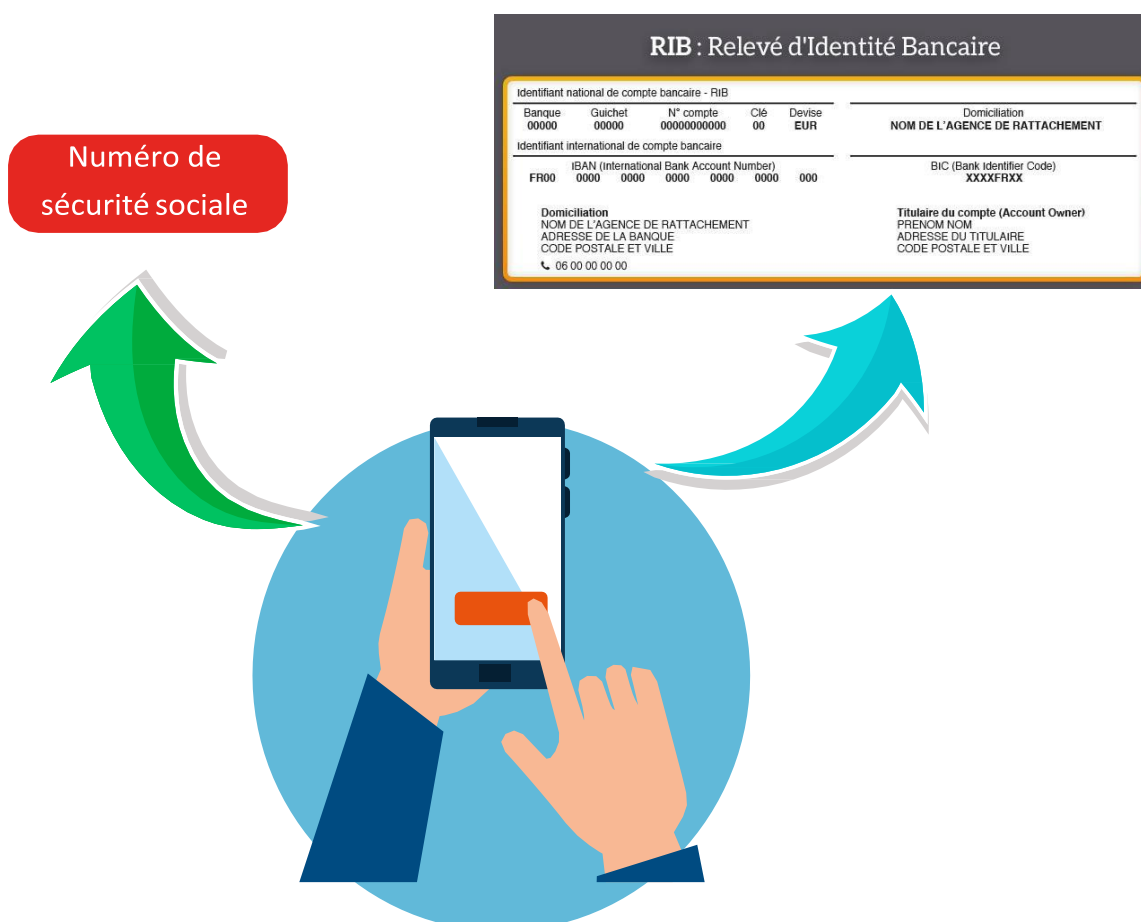 RIB : Relevé d'Identité Bancaire
Identifiant national de compte bancaire - RIB
Banque Guichet N° compte Clé Devise Domiciliation
00000 00000 00000000000 00 EUR NOM DE L'AGENCE DE RATTACHEMENT
Identifiant international de compte bancaire
IBAN (International Bank Account Number) BIC (Bank Identifier Code)
FR00 0000 0000 0000 0000 0000 000 XXXXFRXX
Domiciliation
NOM DE L'AGENCE DE RATTACHEMENT
ADRESSE DE LA BANQUE
CODE POSTALE ET VILLE
06 00 00 00 00
Titulaire du compte (Account Owner)
PRENOM NOM
ADRESSE DU TITULAIRE
CODE POSTALE ET VILLE
Numéro de
sécurité sociale